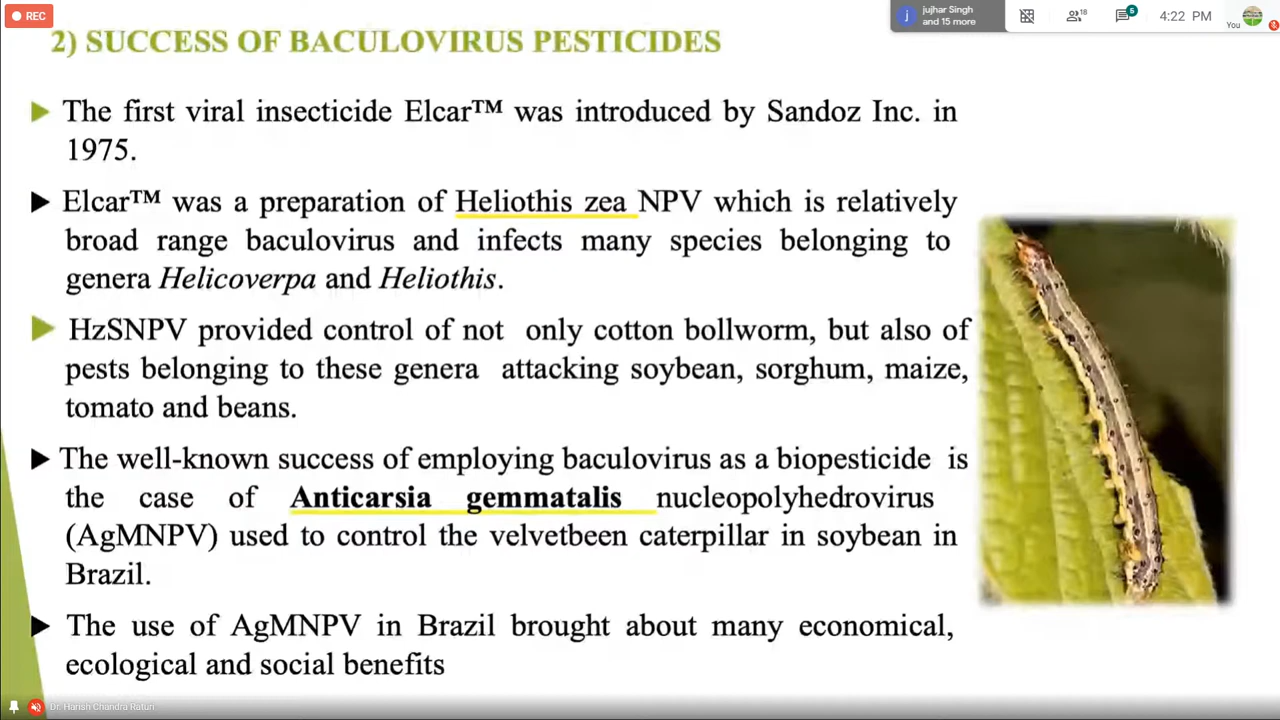 REC
jujhar Singh
and 15 more
18
5
4:22 PM
You
2) SUCCESS OF BACULOVIRUS PESTICIDES
The first viral insecticide Elcar™ was introduced by Sandoz Inc. in
1975.
Elcar™ was a preparation of Heliothis zea NPV which is relatively
broad range baculovirus and infects many species belonging to
genera Helicoverpa and Heliothis.
HzSNPV provided control of not only cotton bollworm, but also of
pests belonging to these genera attacking soybean, sorghum, maize,
tomato and beans.
The well-known success of employing baculovirus as a biopesticide is
the case of Anticarsia gemmatalis nucleopolyhedrovirus
(AgMNPV) used to control the velvetbeen caterpillar in soybean in
Brazil.
The use of AgMNPV in Brazil brought about many economical,
ecological and social benefits
Dr. Harish Chandra Raturi